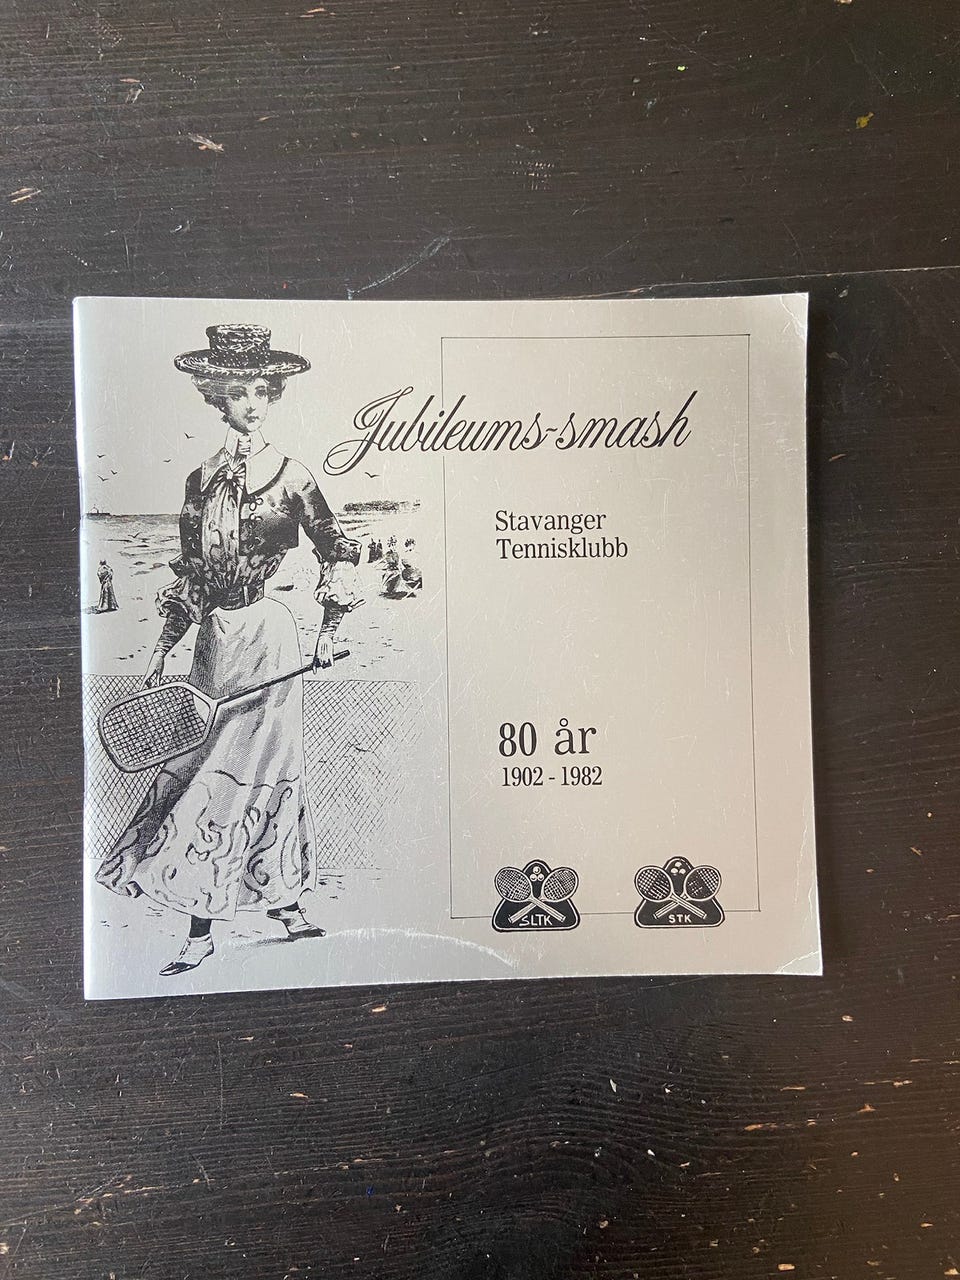 Jubileums-smash
Stavanger
Tennisklubb
80 år
1902 - 1982
SLTK
STK